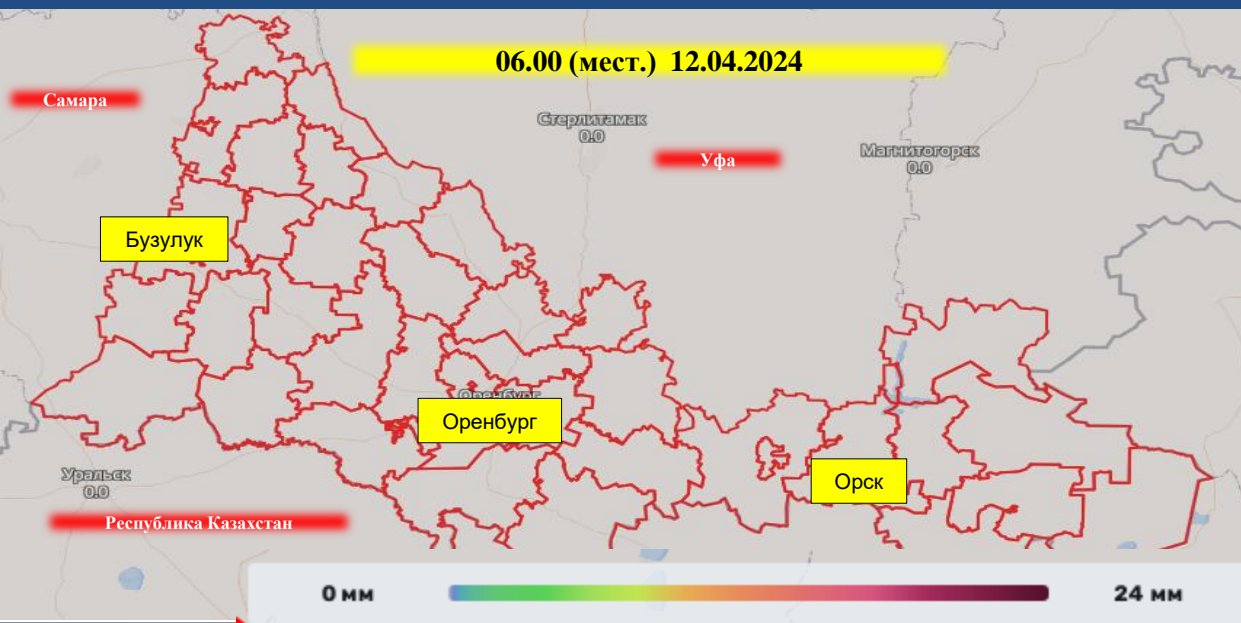 06.00 (мест.) 12.04.2024
Самара
Стерлитамак
0.0
Уфа
Магнитогорск
0.0
Бузулук
Оренбург
Оренбург
Орск
Уральск
0.0
Республика Казахстан
0 мм
24 мм